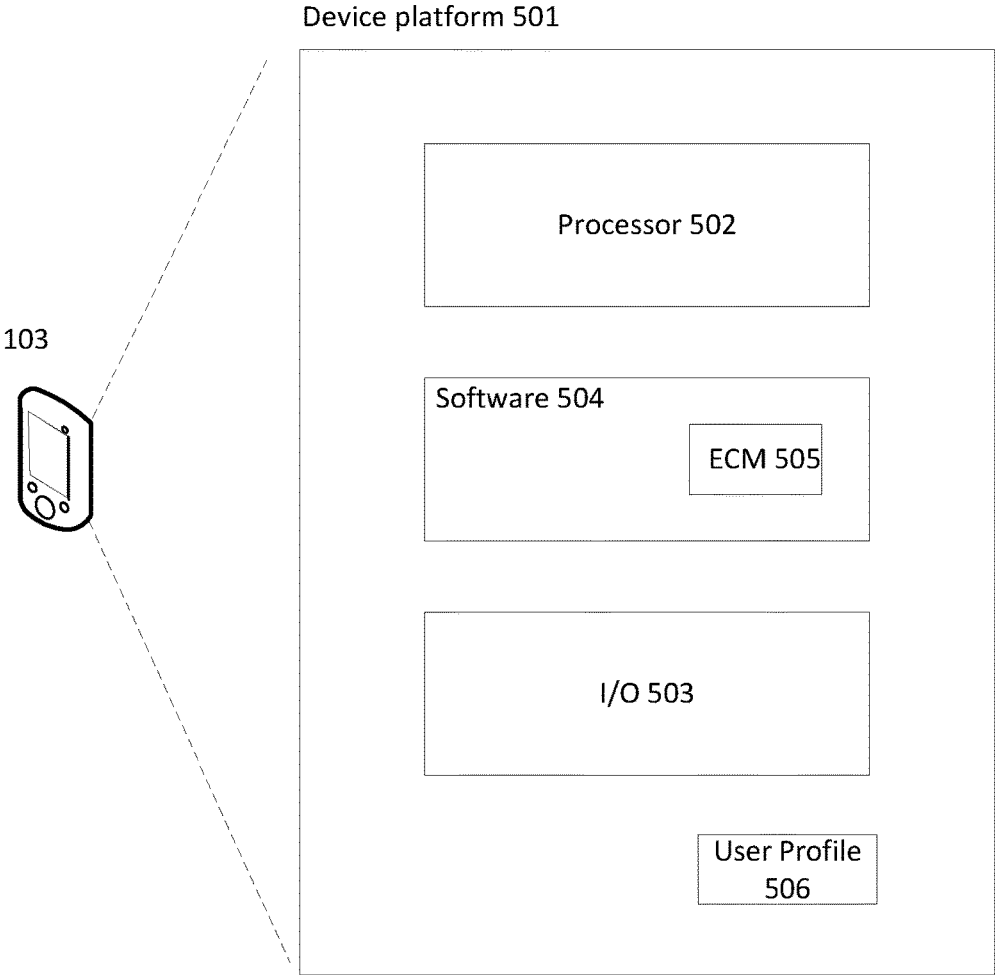 Device platform 501
Processor 502
103
Software 504
ECM 505
I/O 503
User Profile
506